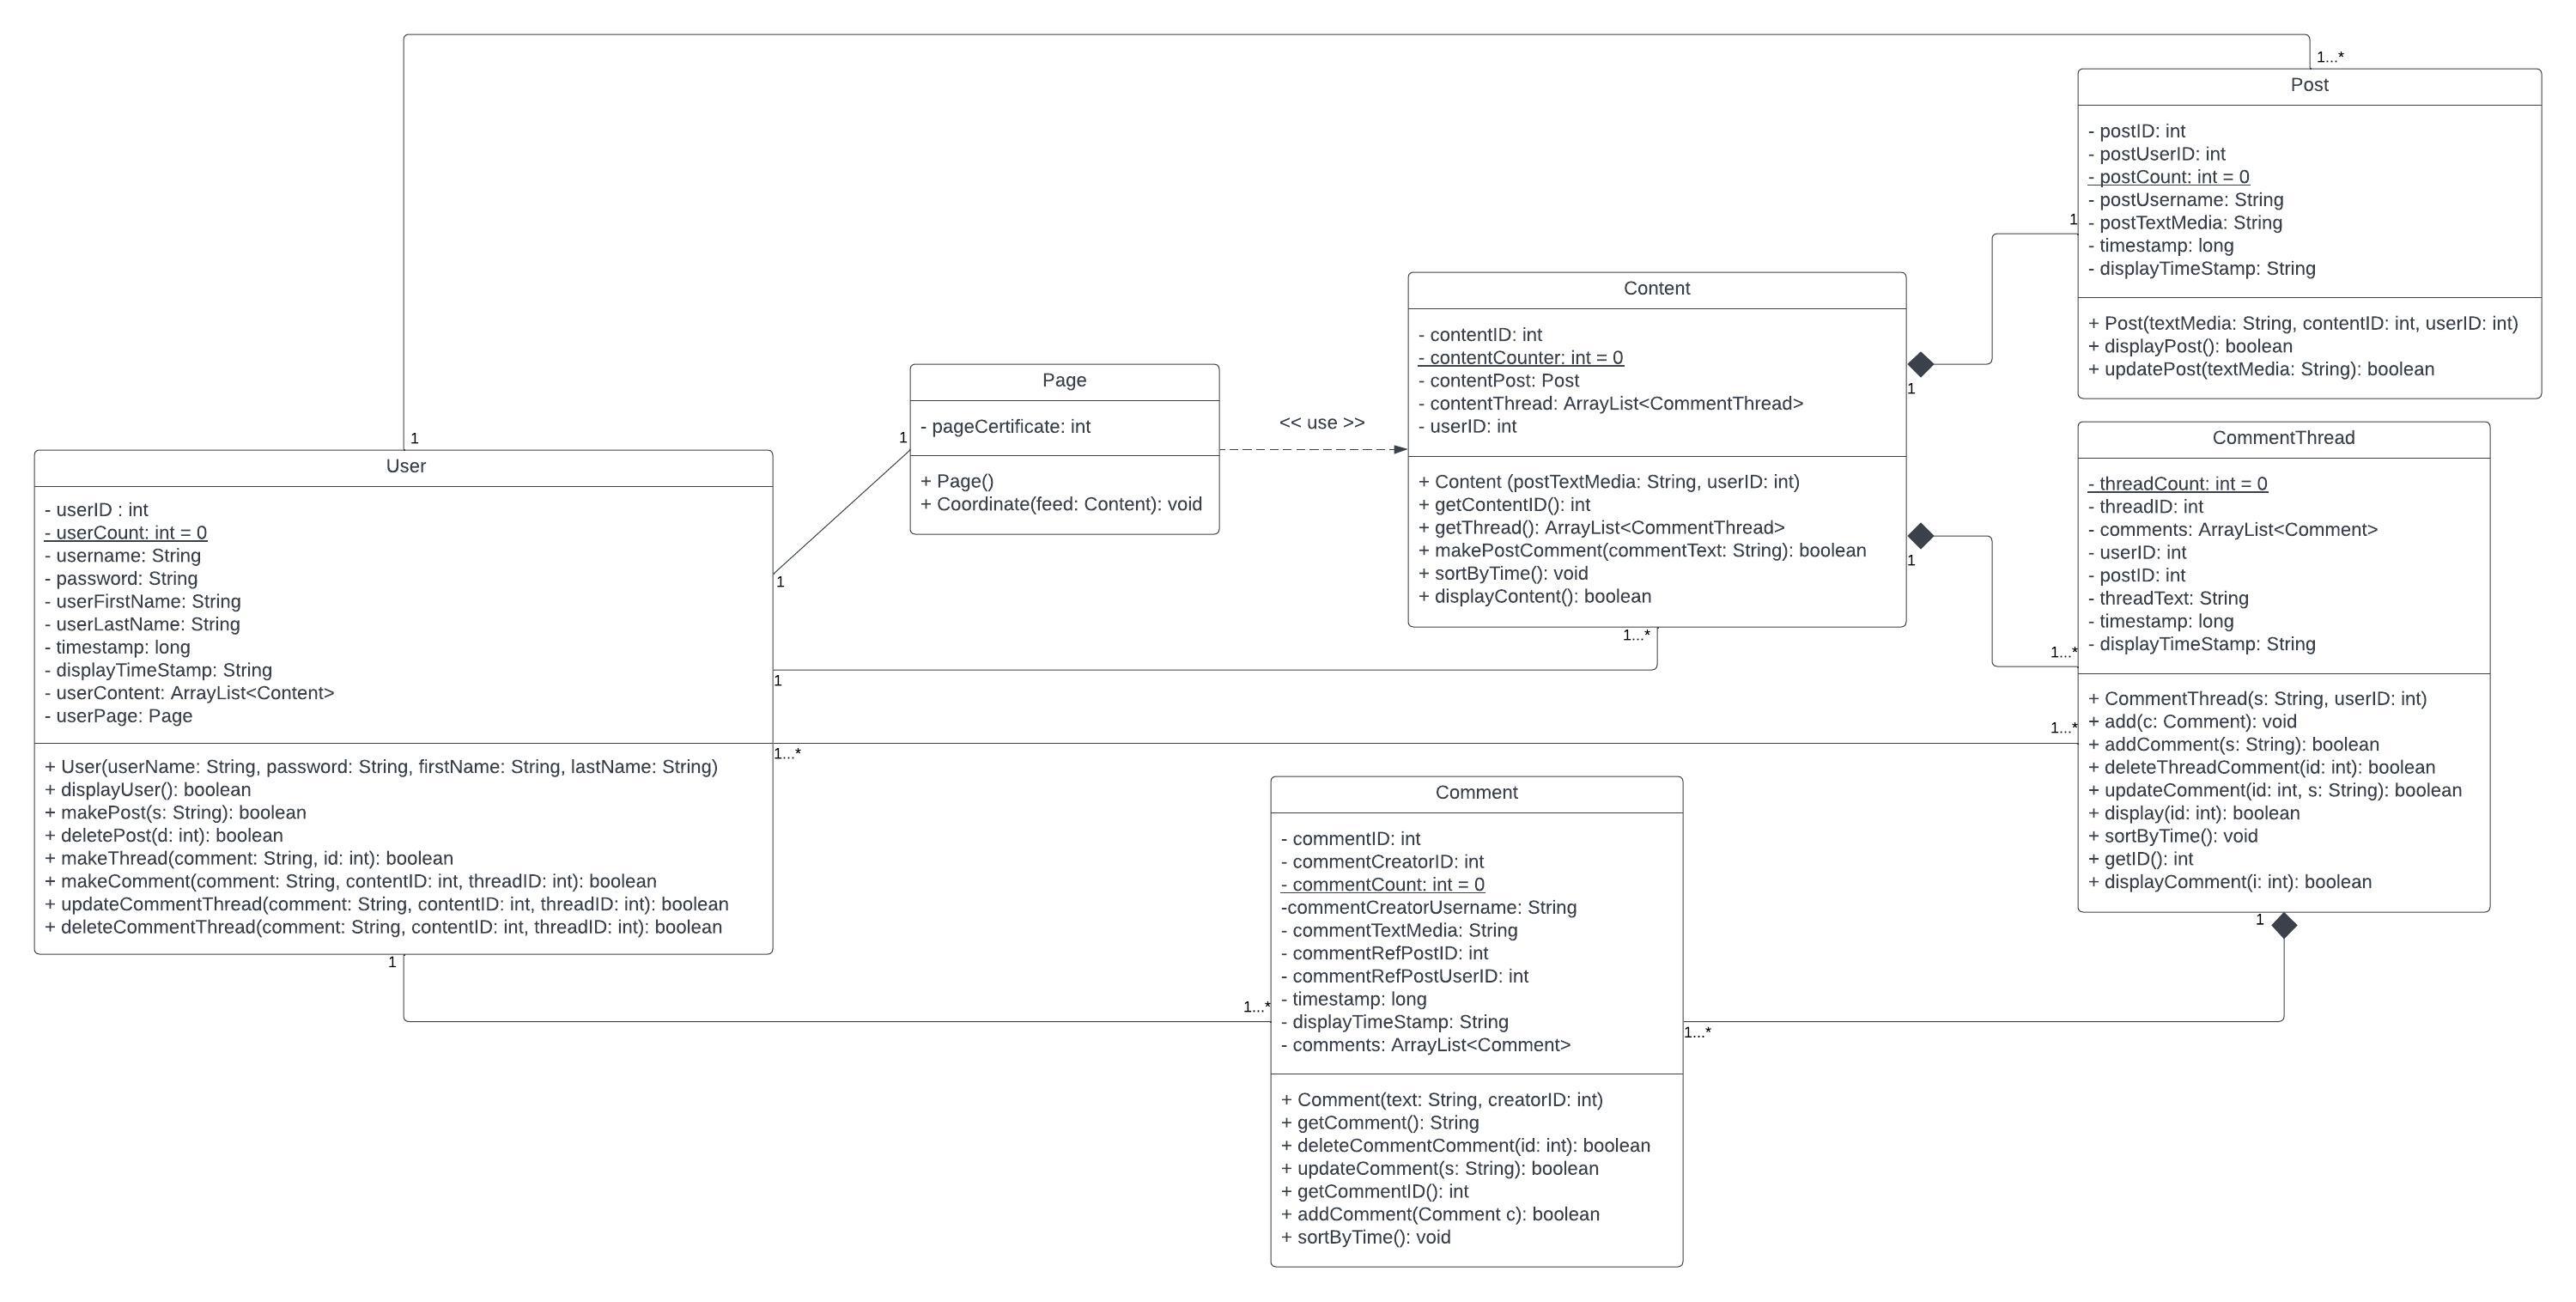 1...*
Post
- postID: int
- postUserID: int
- postCount: int = 0
- postUsername: String
- postTextMedia: String
- timestamp: long
- displayTimeStamp: String
+ Post(textMedia: String, contentID: int, userID: int)
+ displayPost(): boolean
+ updatePost(textMedia: String): boolean
1
Content
- contentID: int
- contentCounter: int = 0
- contentPost: Post
- contentThread: ArrayList<CommentThread>
- userID: int
+ Content (postTextMedia: String, userID: int)
+ getContentID(): int
+ getThread(): ArrayList<CommentThread>
+ makePostComment(commentText: String): boolean
+ sortByTime(): void
+ displayContent(): boolean
1
1
1...*
Page
- pageCertificate: int
+ Page()
+ Coordinate(feed: Content): void
<< use >>
1
1
1
User
- userID : int
- userCount: int = 0
- username: String
- password: String
- userFirstName: String
- userLastName: String
- timestamp: long
- displayTimeStamp: String
- userContent: ArrayList<Content>
- userPage: Page
+ User(userName: String, password: String, firstName: String, lastName: String)
+ displayUser(): boolean
+ makePost(s: String): boolean
+ deletePost(d: int): boolean
+ makeThread(comment: String, id: int): boolean
+ makeComment(comment: String, contentID: int, threadID: int): boolean
+ updateCommentThread(comment: String, contentID: int, threadID: int): boolean
+ deleteCommentThread(comment: String, contentID: int, threadID: int): boolean
1
1...*
1
CommentThread
- threadCount: int = 0
- threadID: int
- comments: ArrayList<Comment>
- userID: int
- postID: int
- threadText: String
- timestamp: long
- displayTimeStamp: String
+ CommentThread(s: String, userID: int)
+ add(c: Comment): void
+ addComment(s: String): boolean
+ deleteThreadComment(id: int): boolean
+ updateComment(id: int, s: String): boolean
+ display(id: int): boolean
+ sortByTime(): void
+ getID(): int
+ displayComment(i: int): boolean
1...*
1...*
1
Comment
- commentID: int
- commentCreatorID: int
- commentCount: int = 0
-commentCreatorUsername: String
- commentTextMedia: String
- commentRefPostID: int
- commentRefPostUserID: int
- timestamp: long
- displayTimeStamp: String
- comments: ArrayList<Comment>
+ Comment(text: String, creatorID: int)
+ getComment(): String
+ deleteCommentComment(id: int): boolean
+ updateComment(s: String): boolean
+ getCommentID(): int
+ addComment(Comment c): boolean
+ sortByTime(): void
1...*
1...*